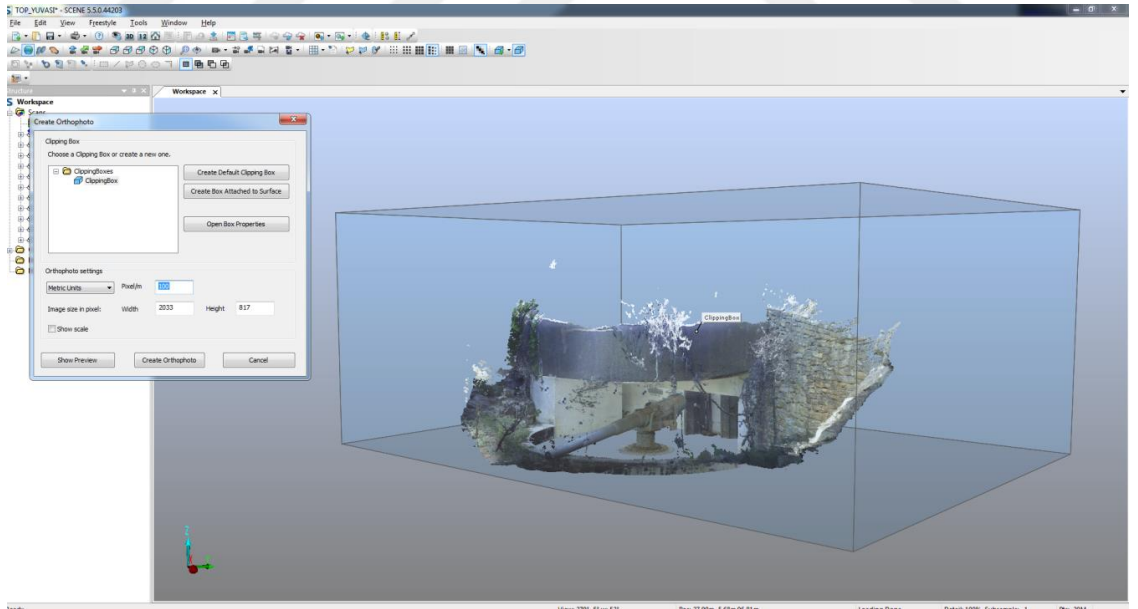 TOP_YUVASI* - SCENE 5.5.0.44203
File Edit View Freestyle Tools Window Help
Structure
Workspace x
Workspace
Scans
Create Orthophoto
Clipping Box
Choose a Clipping Box or create a new one.
ClippingBoxes
ClippingBox
Create Default Clipping Box
Create Box Attached to Surface
Open Box Properties
Orthophoto settings
Metric Units
Pixel/m
100
Image size in pixel: Width 2033 Height 817
Show scale
Show Preview
Create Orthophoto
Cancel
ClippingBox
Z